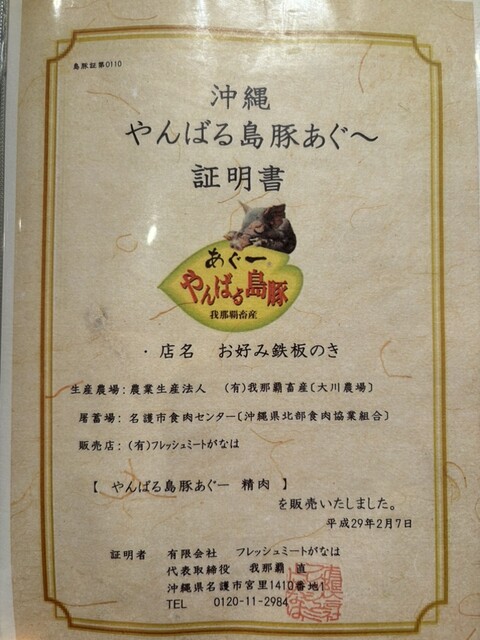 島豚証第0110
沖縄
やんばる島豚あぐ～
証明書
あぐー
やんばる島豚
我那覇畜産
・店名　お好み鉄板のき
生産農場：農業生産法人　(有)我那覇畜産〔大川農場〕
屠蓄場：名護市食肉センター〔沖縄県北部食肉協業組合〕
販売店：(有)フレッシュミートがなは
【　やんばる島豚あぐー　精肉　】
を販売いたしました。
平成29年2月7日
証明者　有限会社　フレッシュミートがなは
代表取締役　我那覇　直
沖縄県名護市宮里1410番地1
TEL　0120-11-2984